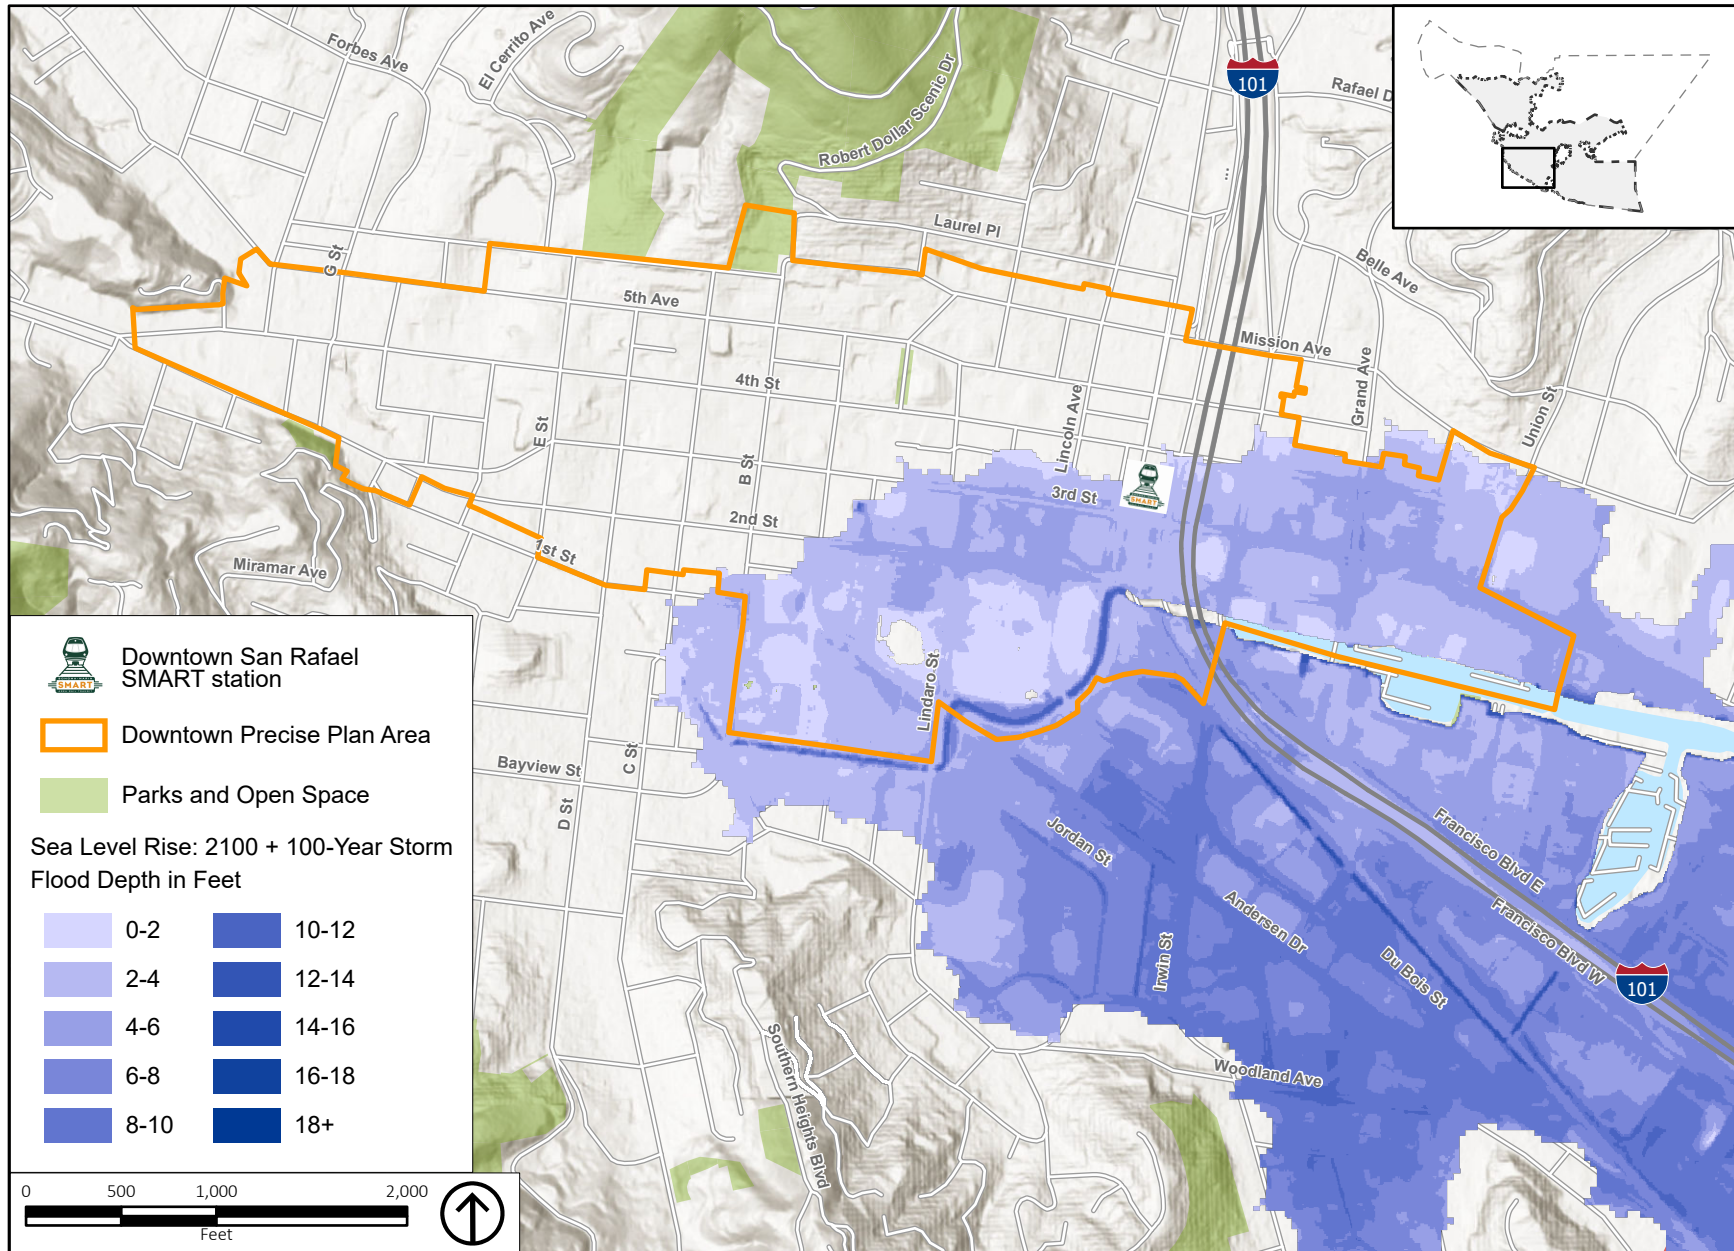 Forbes Ave
El Cerrito Ave
Robert Dollar Scenic Dr
101
Rafael D
Laurel Pl
Belle Ave
G St
5th Ave
Mission Ave
4th St
Grand Ave
Union St
Lincoln Ave
E St
B St
3rd St
SMART
2nd St
1st St
Miramar Ave
Lindaro St
C St
Bayview St
D St
Jordan St
Francisco Blvd E
Francisco Blvd W
Andersen Dr
Irwin St
Du Bois St
101
Woodland Ave
Southern Heights Blvd
SMART
Downtown San Rafael
SMART station
Downtown Precise Plan Area
Parks and Open Space
Sea Level Rise: 2100 + 100-Year Storm
Flood Depth in Feet
0-2
10-12
2-4
12-14
4-6
14-16
6-8
16-18
8-10
18+
0 500 1,000 2,000
Feet